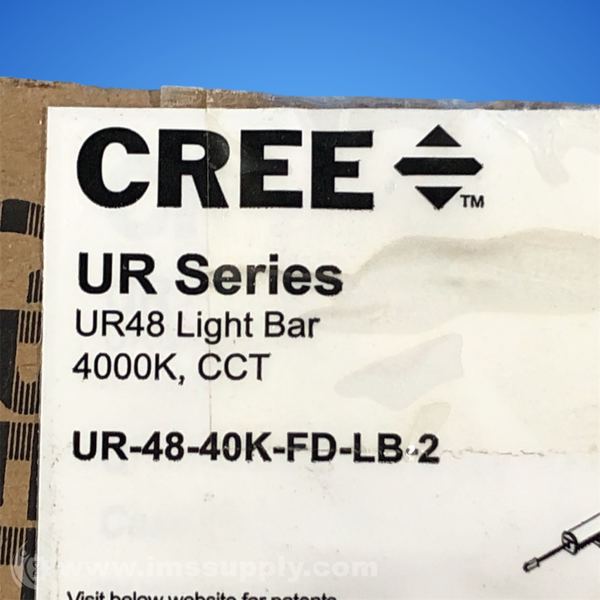 CREE ™
UR Series
UR48 Light Bar
4000K, CCT
UR-48-40K-FD-LB-2
www.imssupply.com
Visit below website for patents